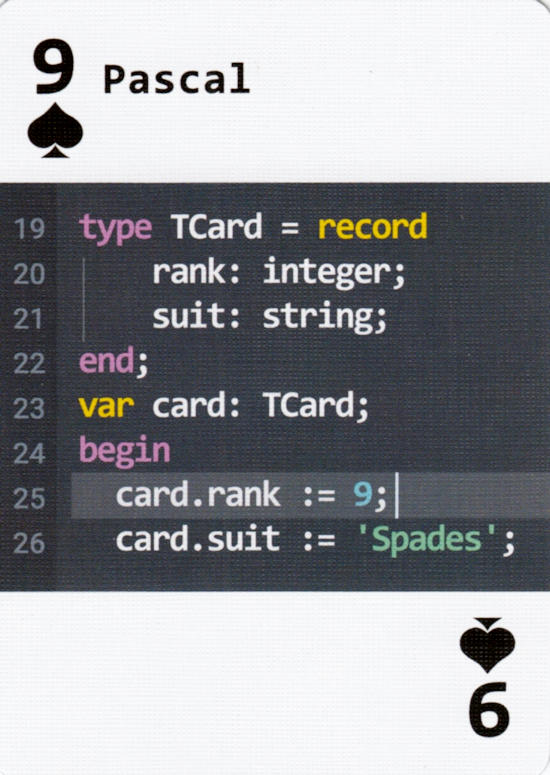 9 Pascal
19 type TCard = record
20     rank: integer;
21     suit: string;
22 end;
23 var card: TCard;
24 begin
25   card.rank := 9;
26   card.suit := 'Spades';
9